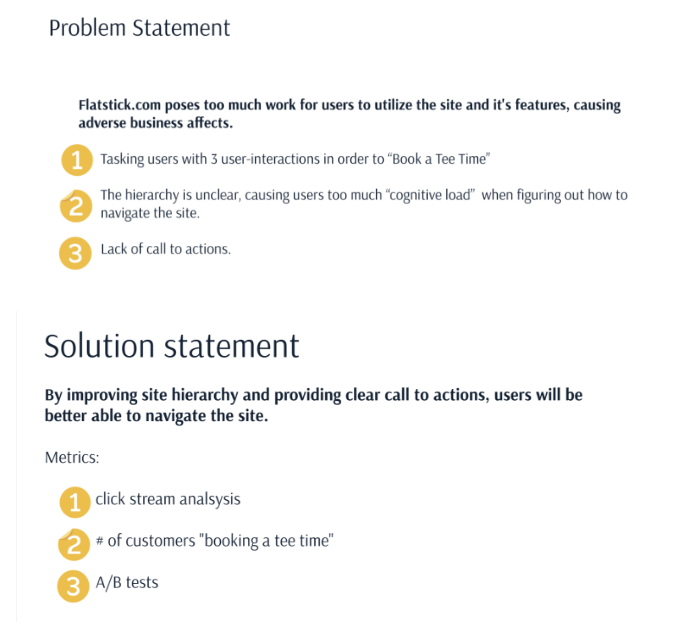 Problem Statement
Flatstick.com poses too much work for users to utilize the site and it's features, causing
adverse business affects.
1 Tasking users with 3 user-interactions in order to “Book a Tee Time”
2 The hierarchy is unclear, causing users too much “cognitive load” when figuring out how to
navigate the site.
3 Lack of call to actions.
Solution statement
By improving site hierarchy and providing clear call to actions, users will be
better able to navigate the site.
Metrics:
1 click stream analsysis
2 # of customers "booking a tee time"
3 A/B tests